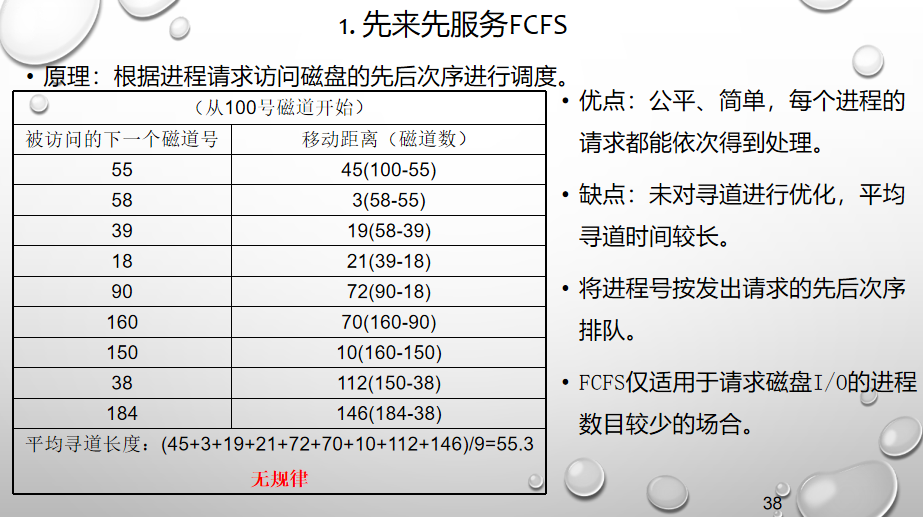 1. 先来先服务FCFS
• 原理：根据进程请求访问磁盘的先后次序进行调度。
（从100号磁道开始）
被访问的下一个磁道号 移动距离（磁道数）
55 45(100-55)
58 3(58-55)
39 19(58-39)
18 21(39-18)
90 72(90-18)
160 70(160-90)
150 10(160-150)
38 112(150-38)
184 146(184-38)
平均寻道长度：(45+3+19+21+72+70+10+112+146)/9=55.3
无规律
• 优点：公平、简单，每个进程的
请求都能依次得到处理。
• 缺点：未对寻道进行优化，平均
寻道时间较长。
• 将进程号按发出请求的先后次序
排队。
• FCFS仅适用于请求磁盘I/O的进程
数目较少的场合。
38